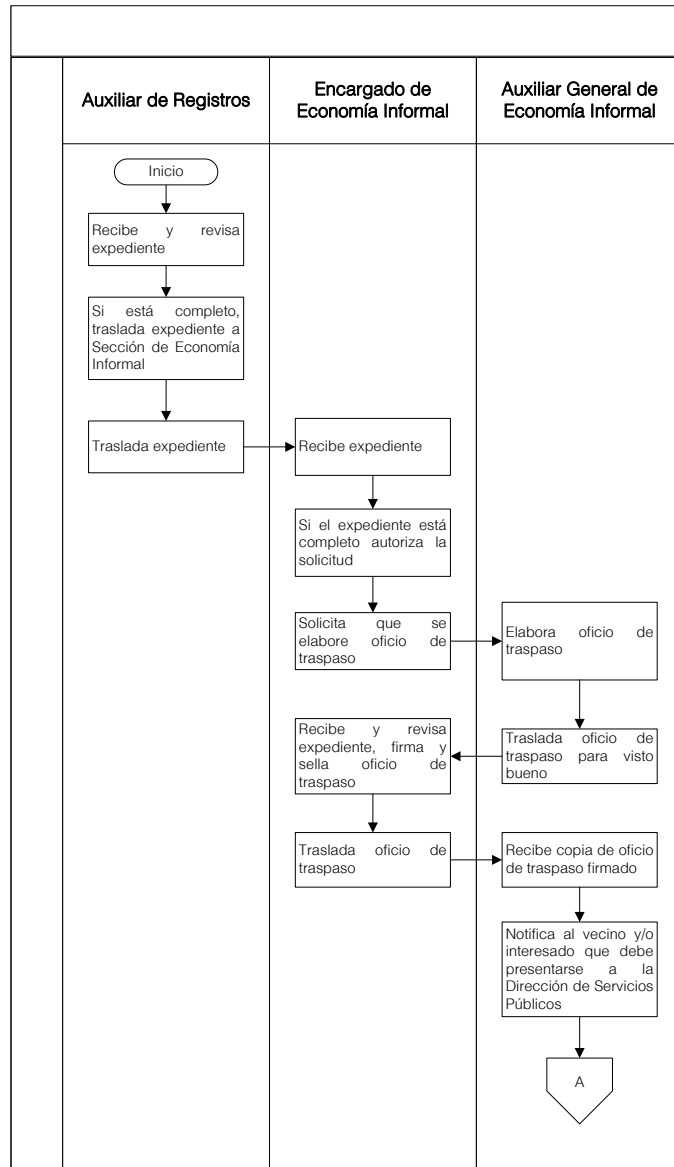 Auxiliar de Registros
Encargado de
Economía Informal
Auxiliar General de
Economía Informal
Inicio
Recibe y revisa
expediente
Si está completo,
traslada expediente a
Sección de Economía
Informal
Traslada expediente
Recibe expediente
Si el expediente está
completo autoriza la
solicitud
Solicita que se
elabore oficio de
traspaso
Elabora oficio de
traspaso
Traslada oficio de
traspaso para visto
bueno
Recibe y revisa
expediente, firma y
sella oficio de
traspaso
Traslada oficio de
traspaso
Recibe copia de oficio
de traspaso firmado
Notifica al vecino y/o
interesado que debe
presentarse a la
Dirección de Servicios
Públicos
A